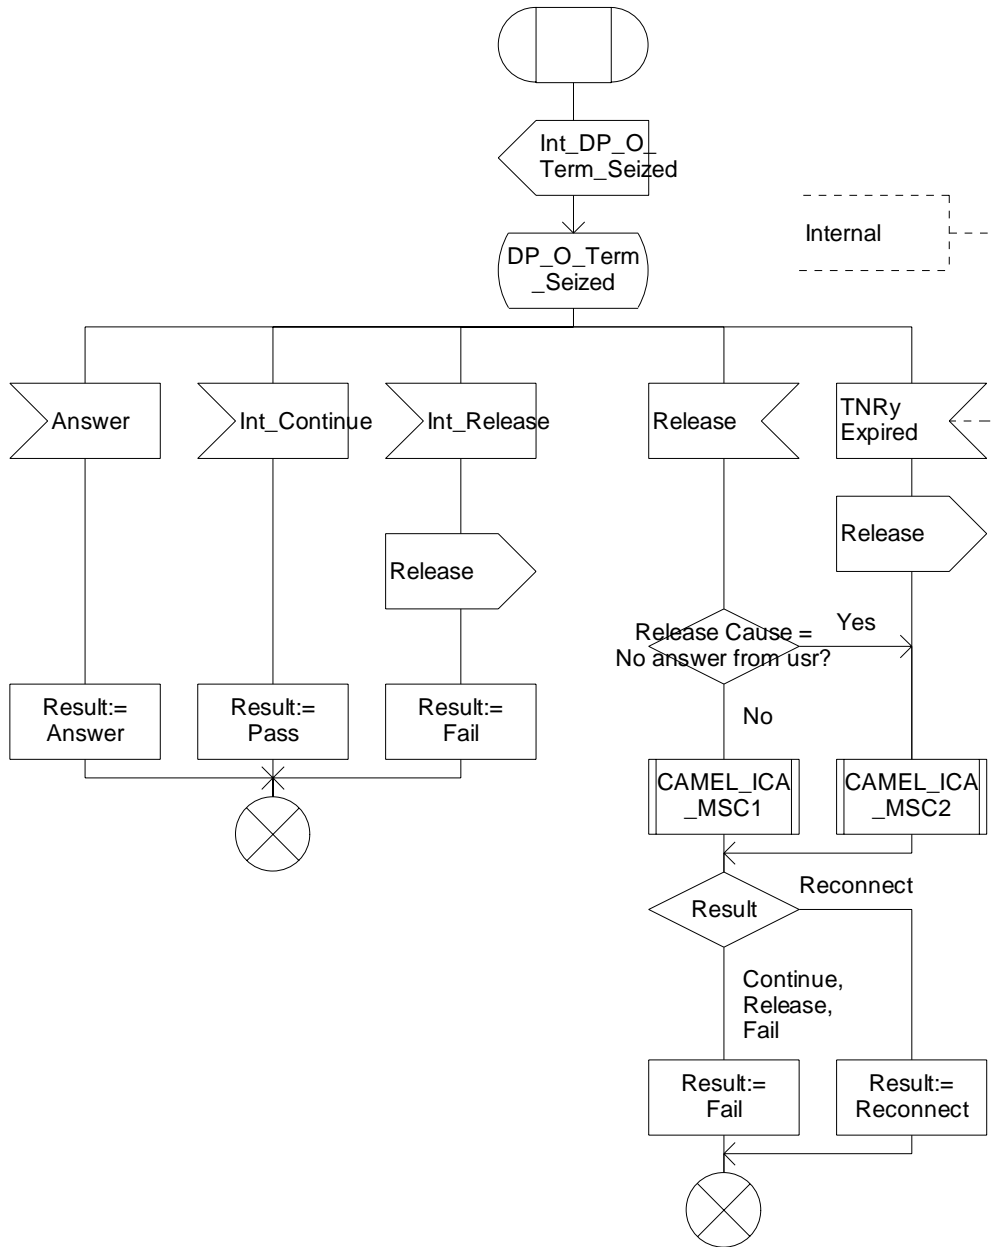 Int_DP_O_
Term_Seized
Internal
DP_O_Term
_Seized
Answer
Int_Continue
Int_Release
Release
TNRy
Expired
Release
Release
Release Cause =
No answer from usr?
Yes
No
Result:=
Answer
Result:=
Pass
Result:=
Fail
CAMEL_ICA
_MSC1
CAMEL_ICA
_MSC2
Result
Reconnect
Continue,
Release,
Fail
Result:=
Fail
Result:=
Reconnect